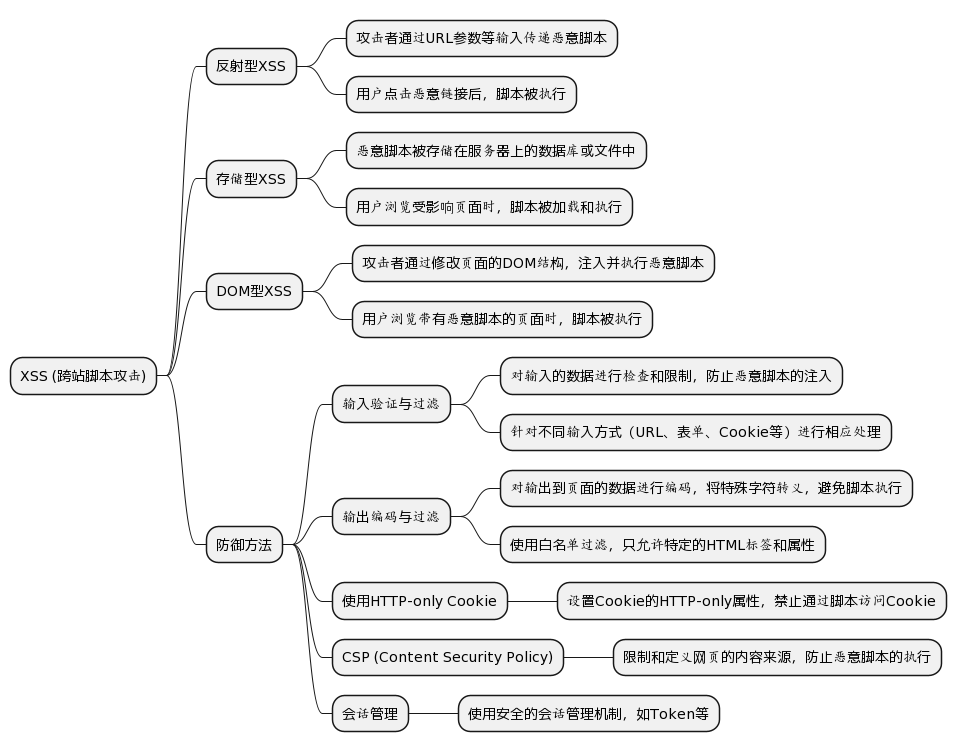 XSS (跨站脚本攻击)
反射型XSS
攻击者通过URL参数等输入传递恶意脚本
用户点击恶意链接后，脚本被执行
存储型XSS
恶意脚本被存储在服务器上的数据库或文件中
用户浏览受影响页面时，脚本被加载和执行
DOM型XSS
攻击者通过修改页面的DOM结构，注入并执行恶意脚本
用户浏览带有恶意脚本的页面时，脚本被执行
防御方法
输入验证与过滤
对输入的数据进行检查和限制，防止恶意脚本的注入
针对不同输入方式（URL、表单、Cookie等）进行相应处理
输出编码与过滤
对输出到页面的数据进行编码，将特殊字符转义，避免脚本执行
使用白名单过滤，只允许特定的HTML标签和属性
使用HTTP-only Cookie
设置Cookie的HTTP-only属性，禁止通过脚本访问Cookie
CSP (Content Security Policy)
限制和定义网页的内容来源，防止恶意脚本的执行
会话管理
使用安全的会话管理机制，如Token等